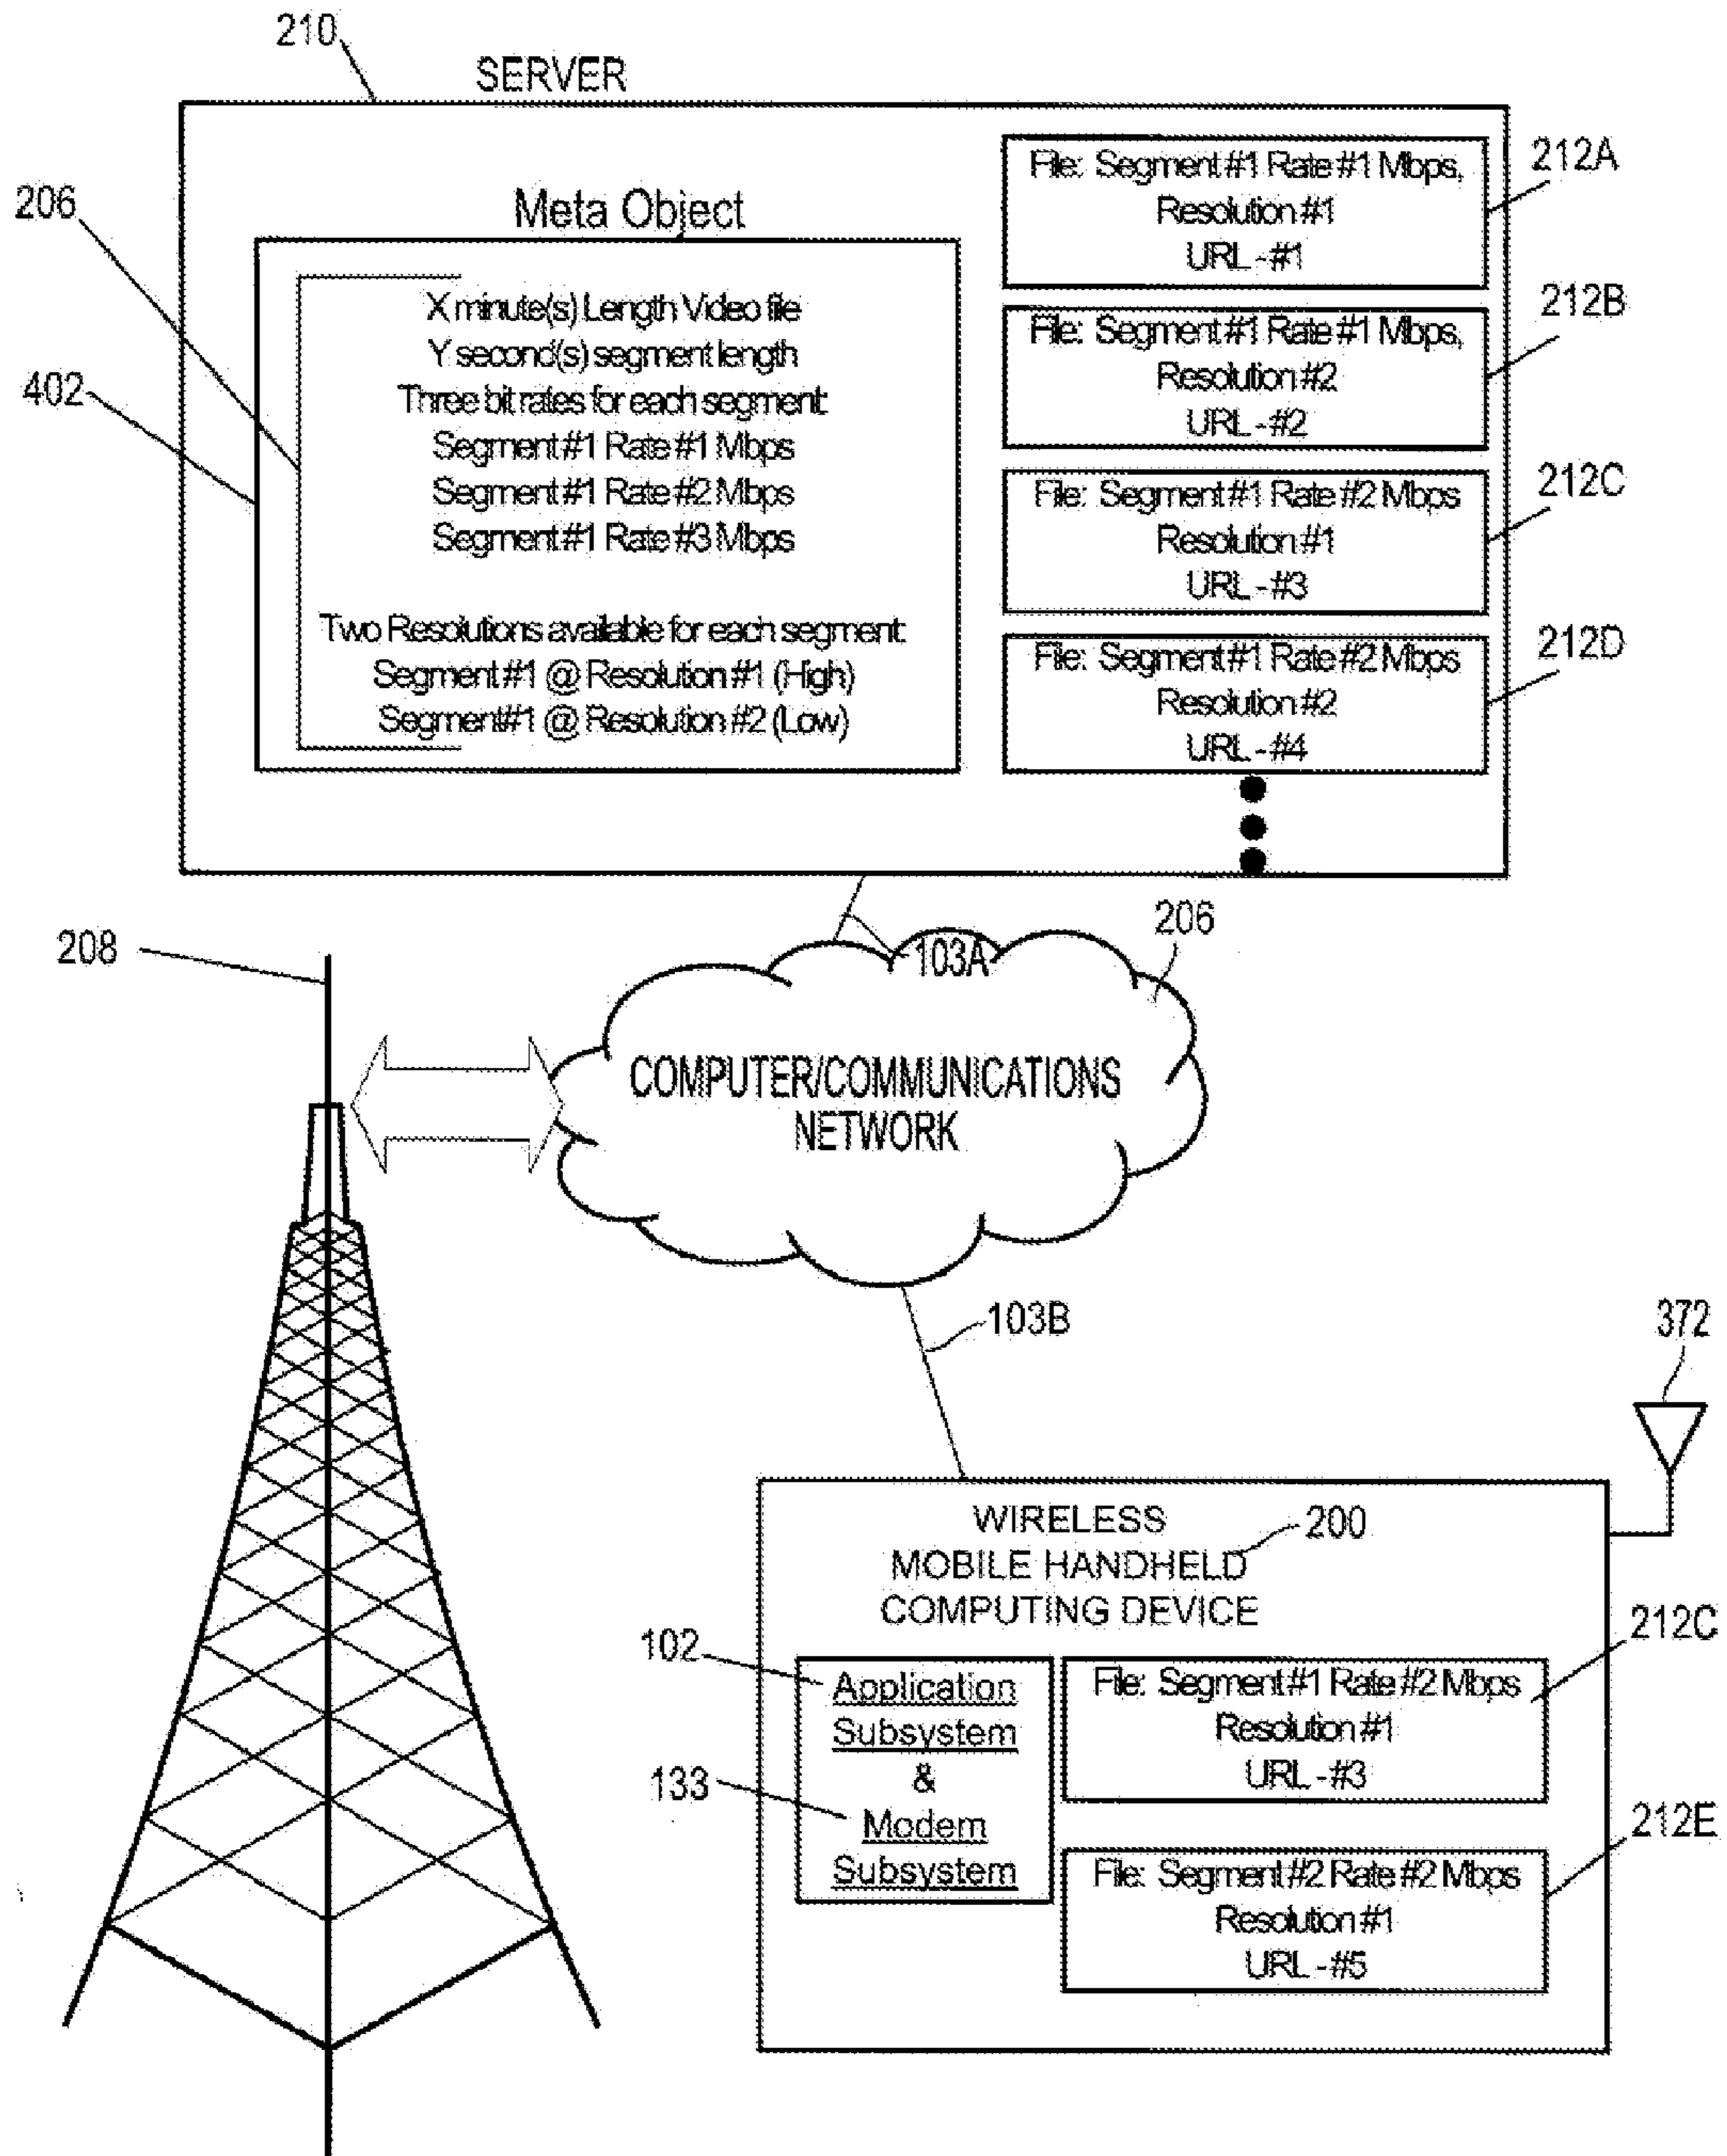 210
SERVER
206
402
Meta Object
X minute(s) Length Video file
Y second(s) segment length
Three bit rates for each segment:
Segment #1 Rate #1 Mbps
Segment #1 Rate #2 Mbps
Segment #1 Rate #3 Mbps
Two Resolutions available for each segment:
Segment #1 @ Resolution #1 (High)
Segment #1 @ Resolution #2 (Low)
File: Segment #1 Rate #1 Mbps,
Resolution #1
URL - #1
212A
File: Segment #1 Rate #1 Mbps,
Resolution #2
URL - #2
212B
File: Segment #1 Rate #2 Mbps
Resolution #1
URL - #3
212C
File: Segment #1 Rate #2 Mbps
Resolution #2
URL - #4
212D
208
103A
206
COMPUTER/COMMUNICATIONS
NETWORK
103B
372
WIRELESS
MOBILE HANDHELD
COMPUTING DEVICE
200
102
133
Application
Subsystem
&
Modem
Subsystem
File: Segment #1 Rate #2 Mbps
Resolution #1
URL - #3
212C
File: Segment #2 Rate #2 Mbps
Resolution #1
URL - #5
212E